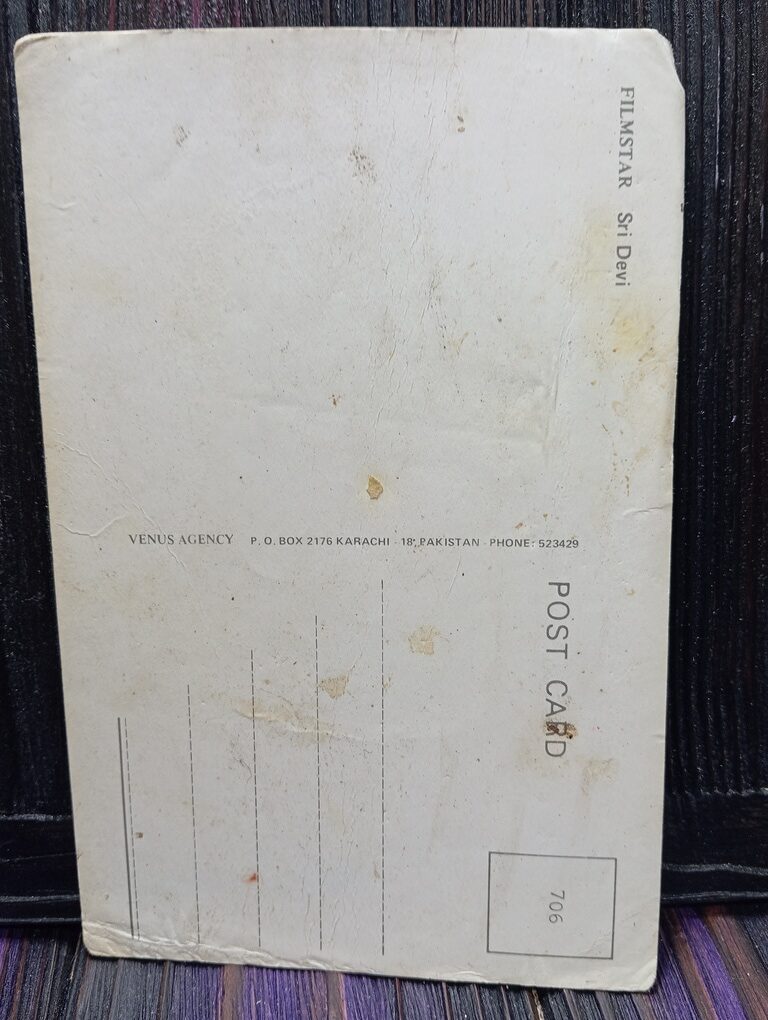 FILMSTAR Sri Devi
VENUS AGENCY P. O. BOX 2176 KARACHI - 18, PAKISTAN - PHONE: 523429
POST CARD
706